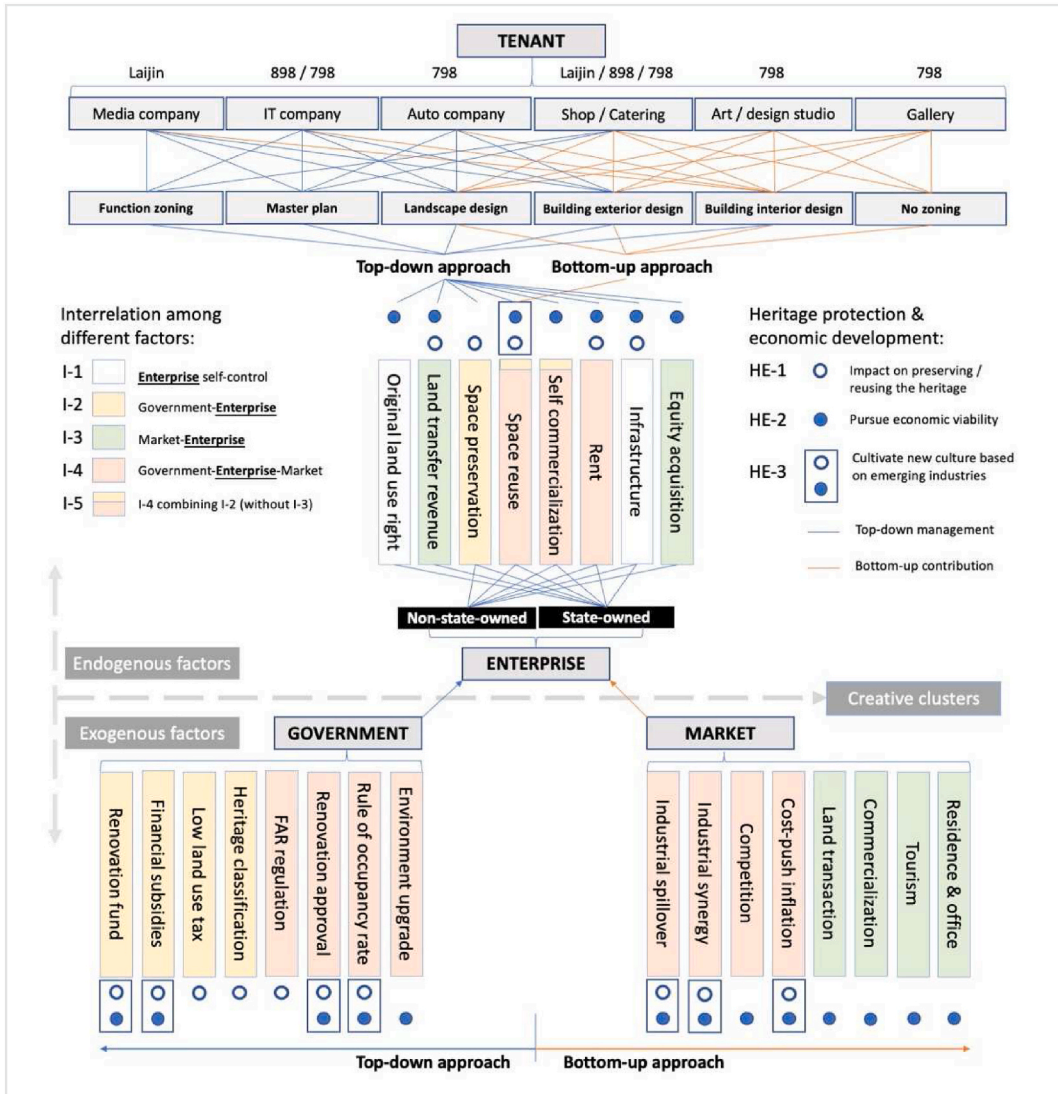 TENANT
Laijin 898 / 798 798 Laijin / 898 / 798 798 798
Media company IT company Auto company Shop / Catering Art / design studio Gallery
Function zoning Master plan Landscape design Building exterior design Building interior design No zoning
Top-down approach Bottom-up approach
Interrelation among
different factors:
I-1 Enterprise self-control
I-2 Government-Enterprise
I-3 Market-Enterprise
I-4 Government-Enterprise-Market
I-5 I-4 combining I-2 (without I-3)
Original land use right
Land transfer revenue
Space preservation
Space reuse
Self commercialization
Rent
Infrastructure
Equity acquisition
Heritage protection &
economic development:
HE-1 Impact on preserving /
reusing the heritage
HE-2 Pursue economic viability
HE-3 Cultivate new culture based
on emerging industries
Top-down management
Bottom-up contribution
Non-state-owned State-owned
ENTERPRISE
Endogenous factors
Creative clusters
Exogenous factors
GOVERNMENT MARKET
Renovation fund
Financial subsidies
Low land use tax
Heritage classification
FAR regulation
Renovation approval
Rule of occupancy rate
Environment upgrade
Industrial spillover
Industrial synergy
Competition
Cost-push inflation
Land transaction
Commercialization
Tourism
Residence & office
Top-down approach Bottom-up approach